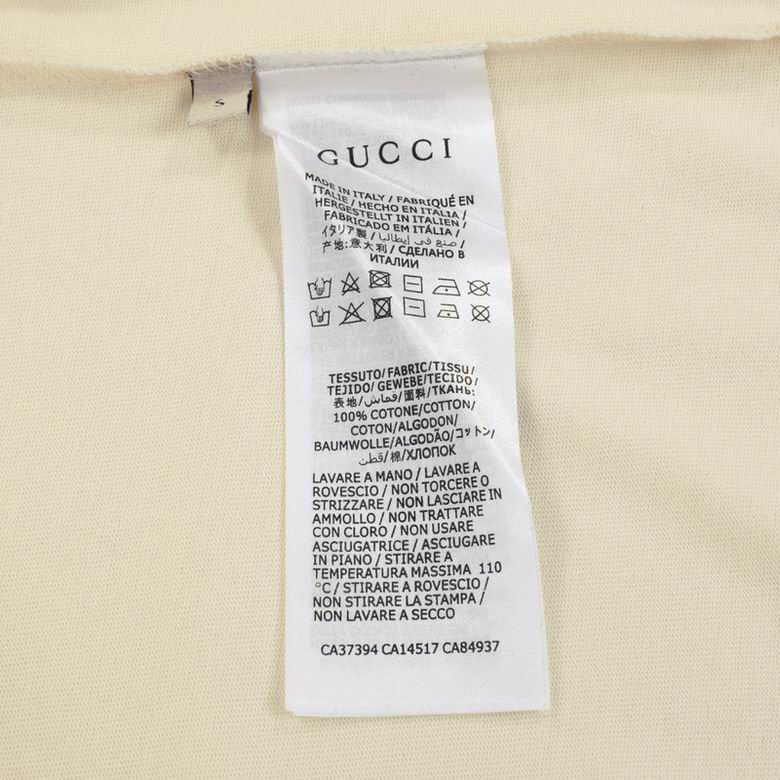 S
GUCCI
MADE IN ITALY / FABRIQUÉ EN
ITALIE / HECHO EN ITALIA /
HERGESTELLT IN ITALIEN /
FABRICADO EM ITÁLIA /
イタリア製 / صنع في إيطاليا /
产地:意大利 / СДЕЛАНО В
ИТАЛИИ
TESSUTO/FABRIC/TISSU/
TEJIDO/GEWEBE/TECIDO/
表地/قماش/面料/ТКАНЬ:
100% COTONE/COTTON/
COTON/ALGODON/
BAUMWOLLE/ALGODÃO/コットン/
قطن/棉/ХЛОПОК
LAVARE A MANO / LAVARE A
ROVESCIO / NON TORCERE O
STRIZZARE / NON LASCIARE IN
AMMOLLO / NON TRATTARE
CON CLORO / NON USARE
ASCIUGATRICE / ASCIUGARE
IN PIANO / STIRARE A
TEMPERATURA MASSIMA 110
°C / STIRARE A ROVESCIO /
NON STIRARE LA STAMPA /
NON LAVARE A SECCO
CA37394 CA14517 CA84937